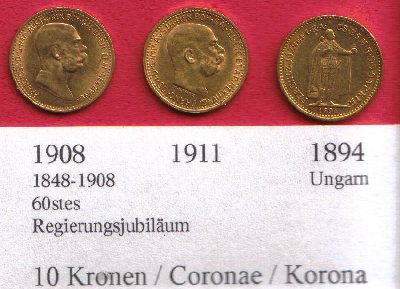 1908 1911 1894
1848-1908 Ungarn
60stes
Regierungsjubiläum
10 Kronen / Coronae / Korona